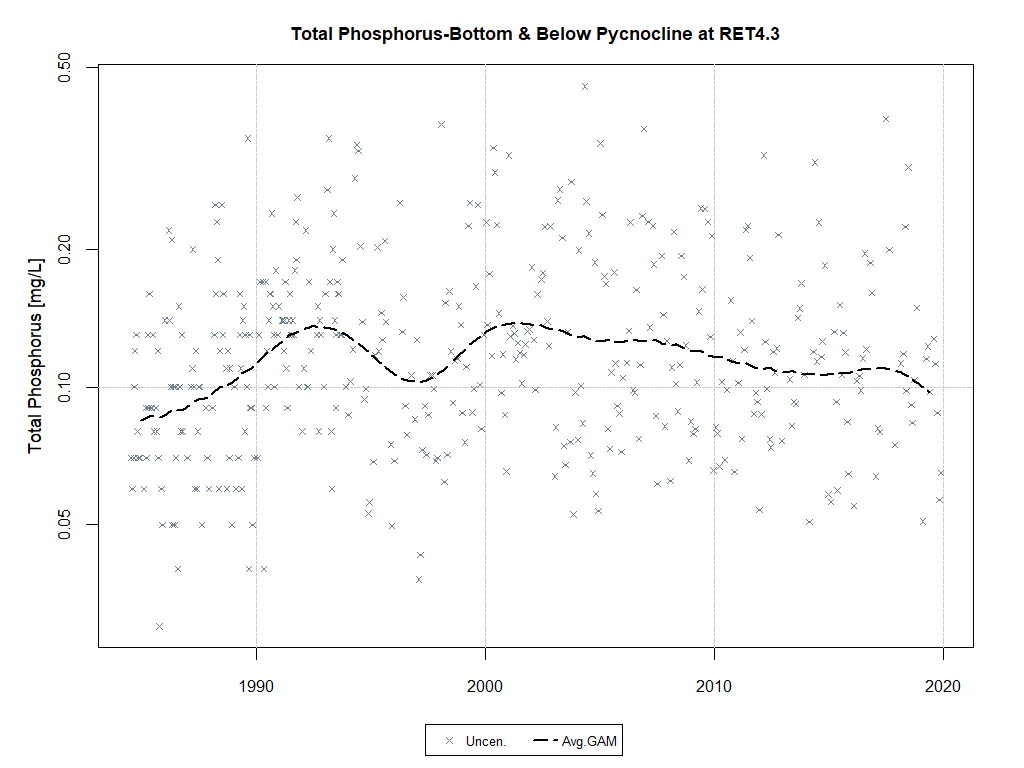 Total Phosphorus-Bottom & Below Pycnocline at RET4.3
Total Phosphorus [mg/L]
0.50
0.20
0.10
0.05
1990 2000 2010 2020
Uncen. Avg.GAM